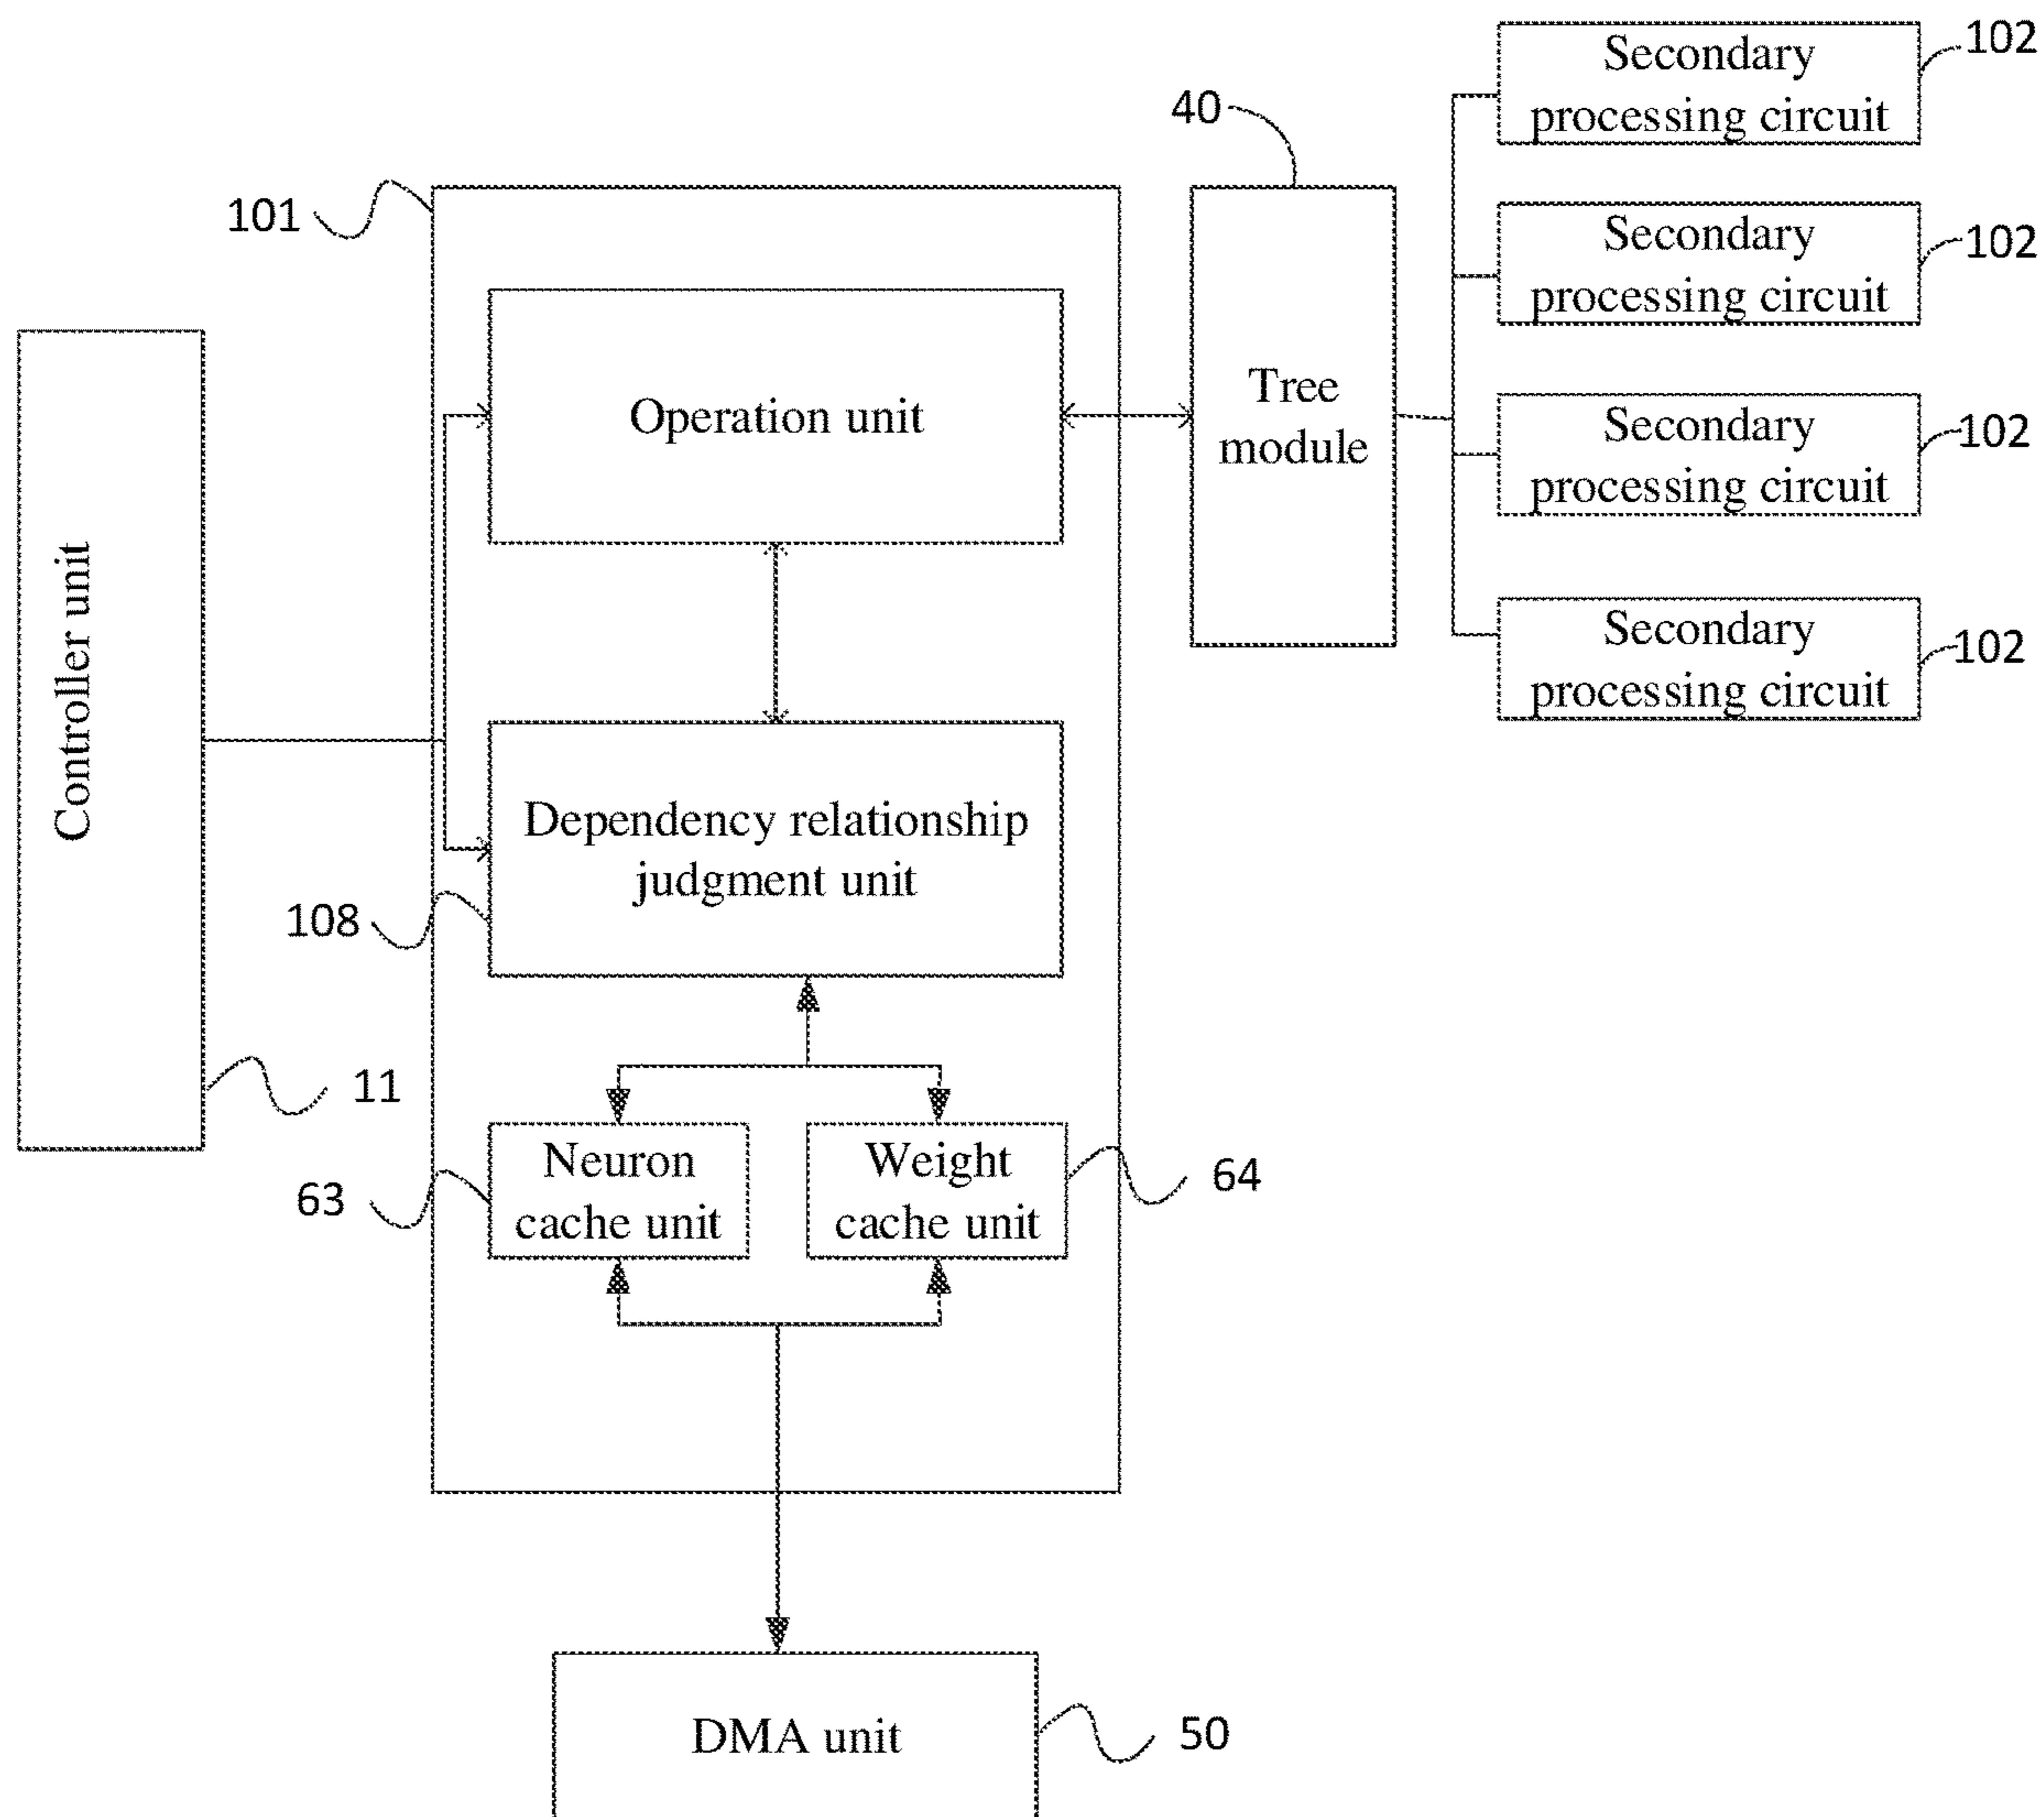 Secondary
processing circuit
102
40
Secondary
processing circuit
102
101
Tree
module
Operation unit
Secondary
processing circuit
102
Secondary
processing circuit
102
Controller unit
Dependency relationship
judgment unit
108
11
Neuron
cache unit
63
Weight
cache unit
64
DMA unit
50